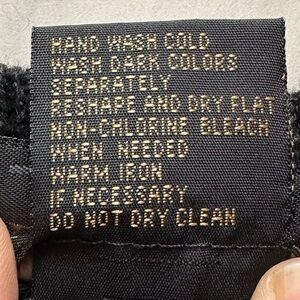 HAND WASH COLD
WASH DARK COLORS
SEPARATELY
RESHAPE AND DRY FLAT
NON-CHLORINE BLEACH
WHEN NEEDED
WARM IRON
IF NECESSARY
DO NOT DRY CLEAN